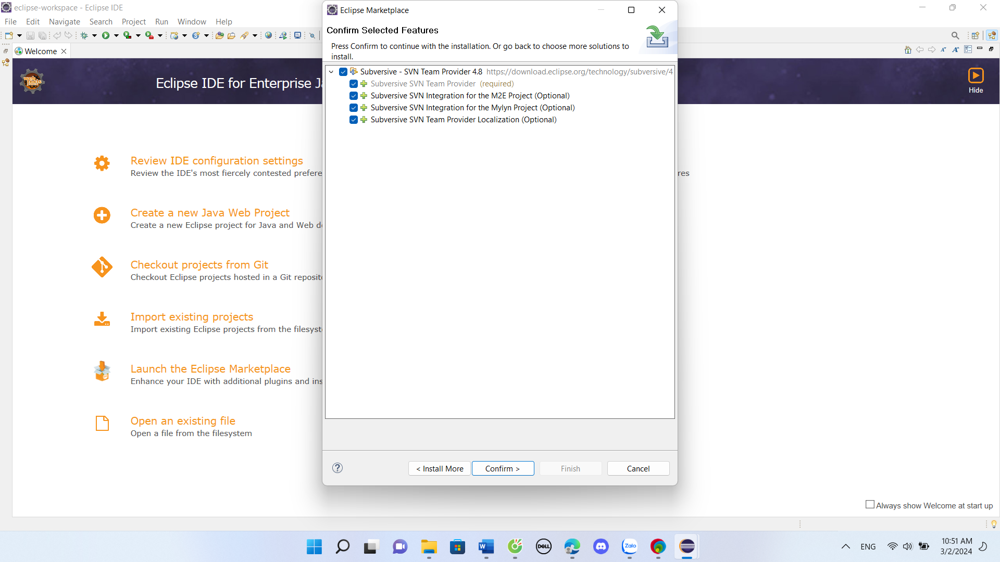 eclipse-workspace - Eclipse IDE
File Edit Navigate Search Project Run Window Help
Welcome
Eclipse IDE for Enterprise Ja
Hide
Review IDE configuration settings
Review the IDE's most fiercely contested prefere
res
Create a new Java Web Project
Create a new Eclipse project for Java and Web de
Checkout projects from Git
Checkout Eclipse projects hosted in a Git reposito
Import existing projects
Import existing Eclipse projects from the filesyst
Launch the Eclipse Marketplace
Enhance your IDE with additional plugins and ins
Open an existing file
Open a file from the filesystem
Always show Welcome at start up
Eclipse Marketplace
Confirm Selected Features
Press Confirm to continue with the installation. Or go back to choose more solutions to
install.
Subversive - SVN Team Provider 4.8 https://download.eclipse.org/technology/subversive/4
Subversive SVN Team Provider (required)
Subversive SVN Integration for the M2E Project (Optional)
Subversive SVN Integration for the Mylyn Project (Optional)
Subversive SVN Team Provider Localization (Optional)
< Install More
Confirm >
Finish
Cancel
DELL
Zalo
ENG
10:51 AM
3/2/2024